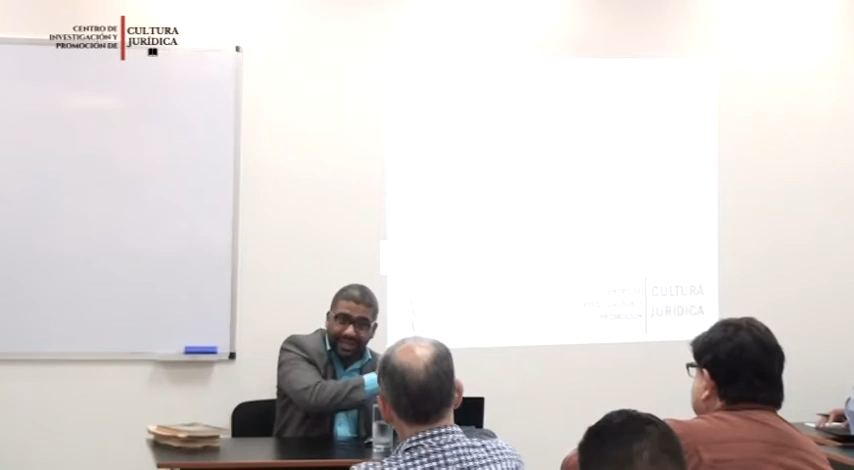 CENTRO DE
INVESTIGACIÓN Y
PROMOCIÓN DE
CULTURA
JURÍDICA
CULTURA
JURÍDICA